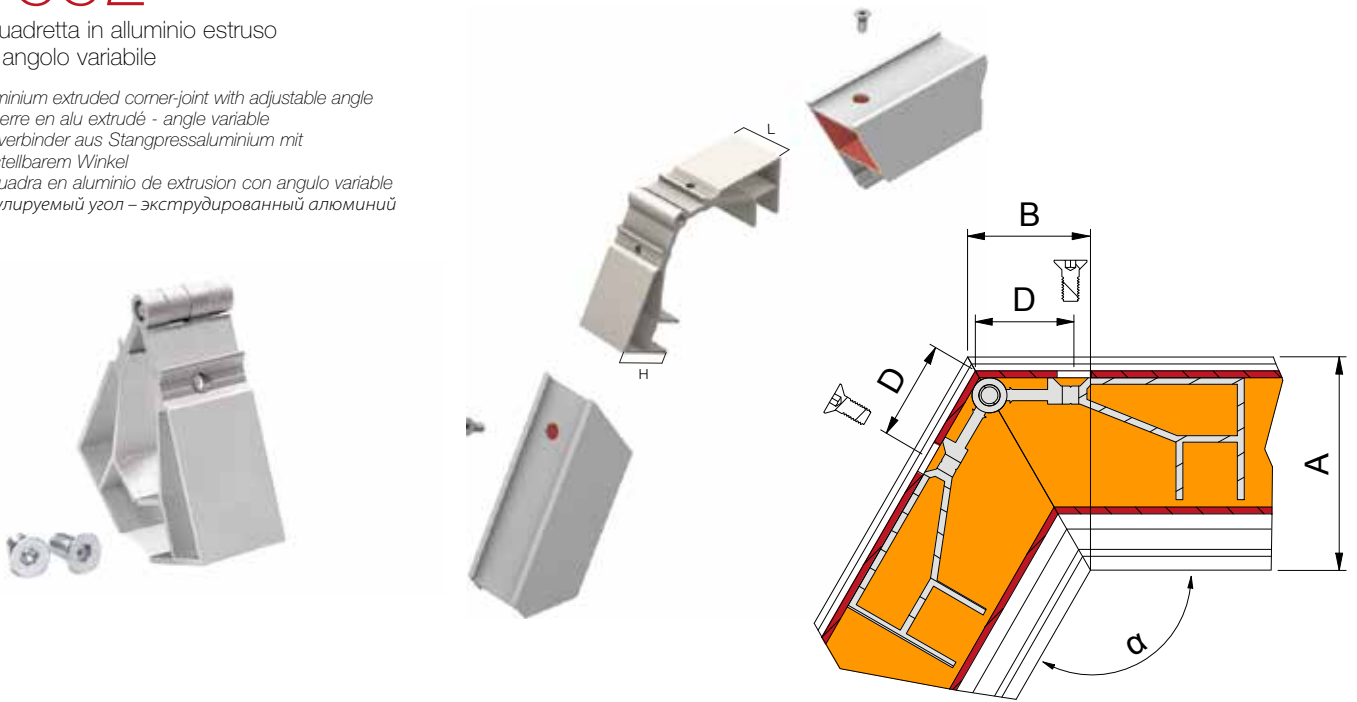 uadretta in alluminio estruso
angolo variabile
minium extruded corner-joint with adjustable angle
erre en alu extrudé - angle variable
verbinder aus Stangpressaluminium mit
tellbarem Winkel
uadra en aluminio de extrusion con angulo variable
улируемый угол – экструдированный алюминий
L
H
B
D
D
A
α